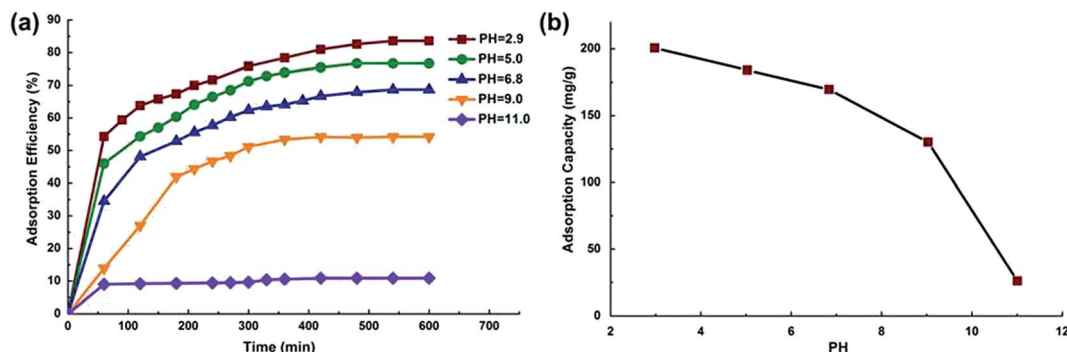 (a)
90
80
70
60
50
40
30
20
10
0
Adsorption Efficiency (%)
0 100 200 300 400 500 600 700
Time (min)
PH=2.9
PH=5.0
PH=6.8
PH=9.0
PH=11.0
(b)
200
150
100
50
0
Adsorption Capacity (mg/g)
2 4 6 8 10 12
PH